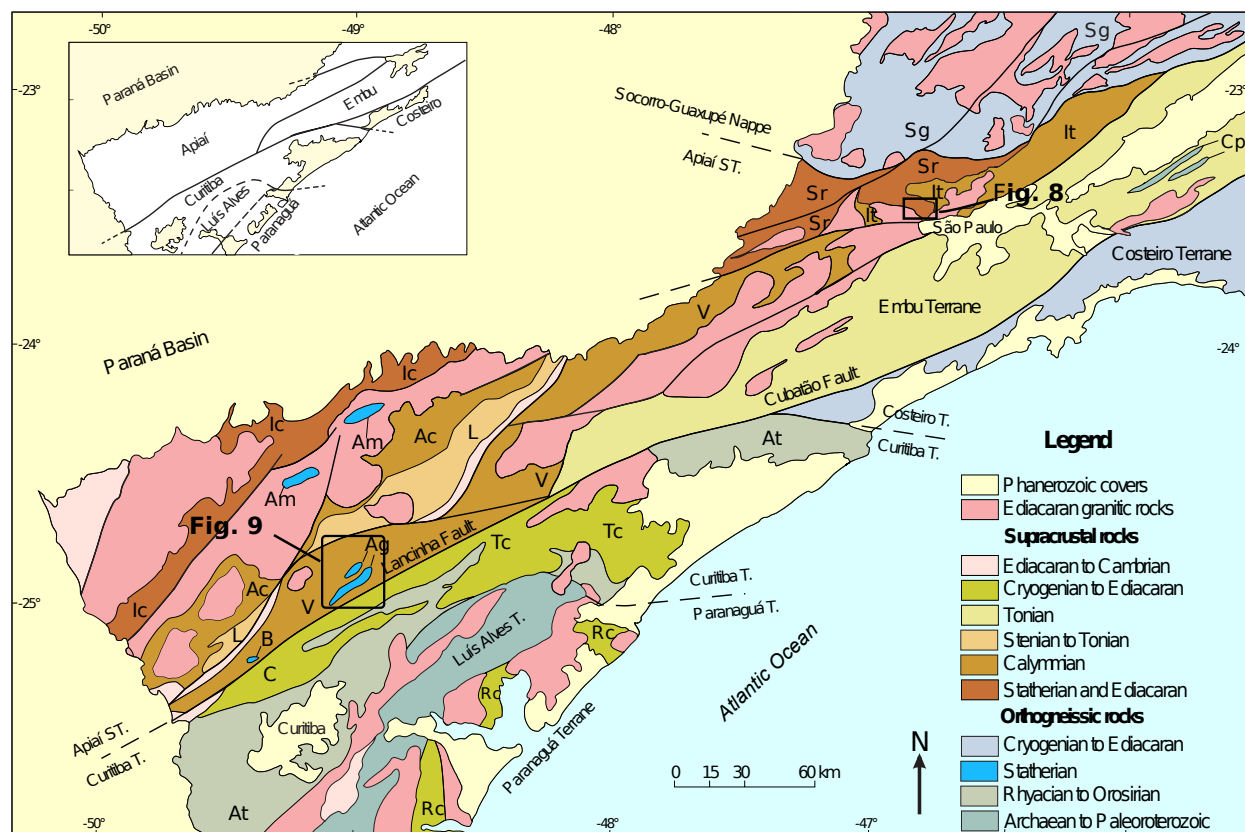 -50°
-49°
-48°
-23°
-23°
-24°
-24°
-25°
-25°
-50°
-48°
-47°
Paraná Basin
Apiaí
Embu
Costeiro
Curitiba
Luís Alves
Paranaguá
Atlantic Ocean
Socorro-Guaxupé Nappe
Apiaí ST.
Sg
Sg
It
Cp
Sr
Sr
Sr
It
It
Fig. 8
São Paulo
Costeiro Terrane
Embu Terrane
V
Paraná Basin
Cubatão Fault
Ic
Ic
Am
Ac
L
At
Costeiro T.
Curitiba T.
Am
V
Fig. 9
Ag
Lancinha Fault
Tc
Ic
Ac
V
L
B
C
Curitiba T.
Paranaguá T.
Rc
Luís Alves T.
Rc
Curitiba
Apiaí ST.
Curitiba T.
At
Rc
Paranaguá Terrane
Atlantic Ocean
0 15 30 60 km
N
Legend
Phanerozoic covers
Ediacaran granitic rocks
Supracrustal rocks
Ediacaran to Cambrian
Cryogenian to Ediacaran
Tonian
Stenian to Tonian
Calymmian
Statherian and Ediacaran
Orthogneissic rocks
Cryogenian to Ediacaran
Statherian
Rhyacian to Orosirian
Archaean to Paleoroterozoic